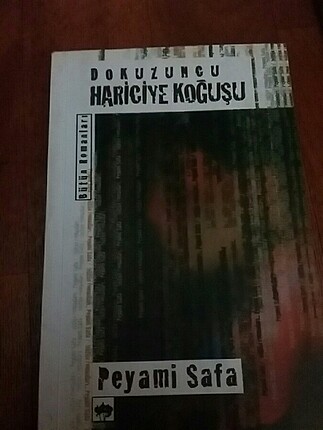 DOKUZUNCU
HARİCİYE KOĞUŞU
Bütün Romanları
Peyami Safa